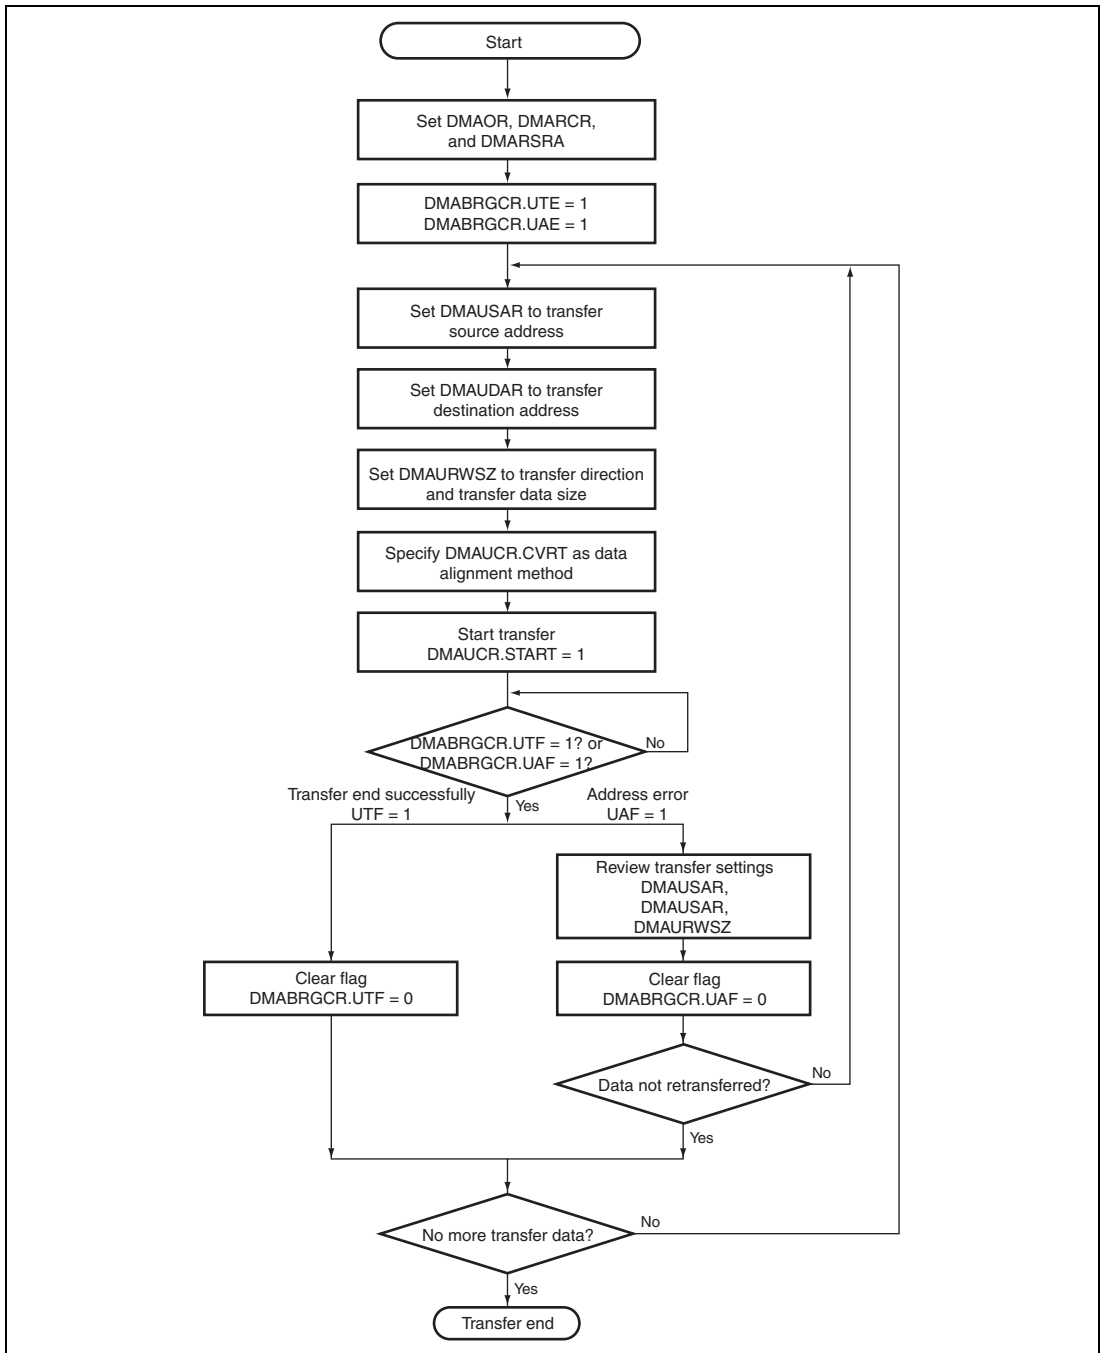 Start
Set DMAOR, DMARCR,
and DMARSRA
DMABRGCR.UTE = 1
DMABRGCR.UAE = 1
Set DMAUSAR to transfer
source address
Set DMAUDAR to transfer
destination address
Set DMAURWSZ to transfer direction
and transfer data size
Specify DMAUCR.CVRT as data
alignment method
Start transfer
DMAUCR.START = 1
DMABRGCR.UTF = 1? or
DMABRGCR.UAF = 1?
No
Yes
Transfer end successfully
UTF = 1
Address error
UAF = 1
Review transfer settings
DMAUSAR,
DMAUSAR,
DMAURWSZ
Clear flag
DMABRGCR.UTF = 0
Clear flag
DMABRGCR.UAF = 0
Data not retransferred?
No
Yes
No more transfer data?
No
Yes
Transfer end